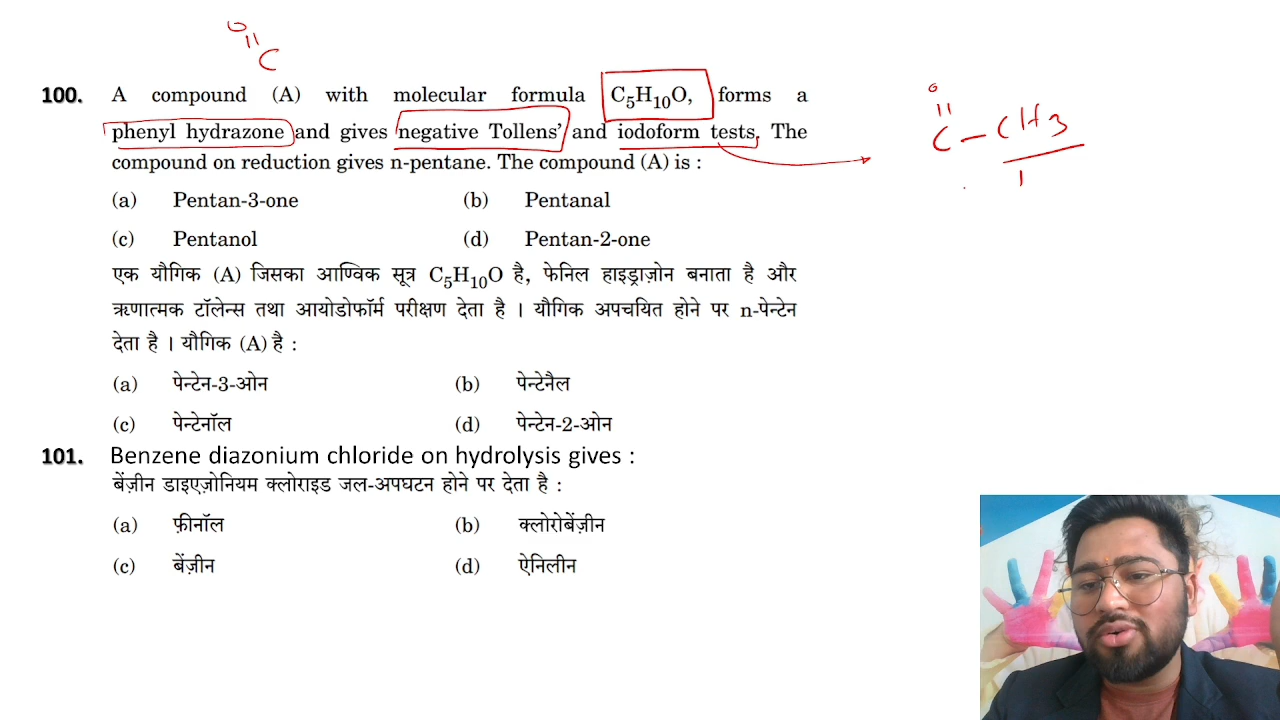 O
||
C
100. A compound (A) with molecular formula C₅H₁₀O, forms a
phenyl hydrazone and gives negative Tollens' and iodoform tests. The
compound on reduction gives n-pentane. The compound (A) is :
(a) Pentan-3-one (b) Pentanal
(c) Pentanol (d) Pentan-2-one
O
||
C – CH3
एक यौगिक (A) जिसका आण्विक सूत्र C₅H₁₀O है, फेनिल हाइड्राज़ोन बनाता है और
ऋणात्मक टॉलेन्स तथा आयोडोफॉर्म परीक्षण देता है । यौगिक अपचयित होने पर n-पेन्टेन
देता है । यौगिक (A) है :
(a) पेन्टेन-3-ओन (b) पेन्टेनैल
(c) पेन्टेनॉल (d) पेन्टेन-2-ओन
101. Benzene diazonium chloride on hydrolysis gives :
बेंज़ीन डाइएज़ोनियम क्लोराइड जल-अपघटन होने पर देता है :
(a) फ़ीनॉल (b) क्लोरोबेंज़ीन
(c) बेंज़ीन (d) ऐनिलीन